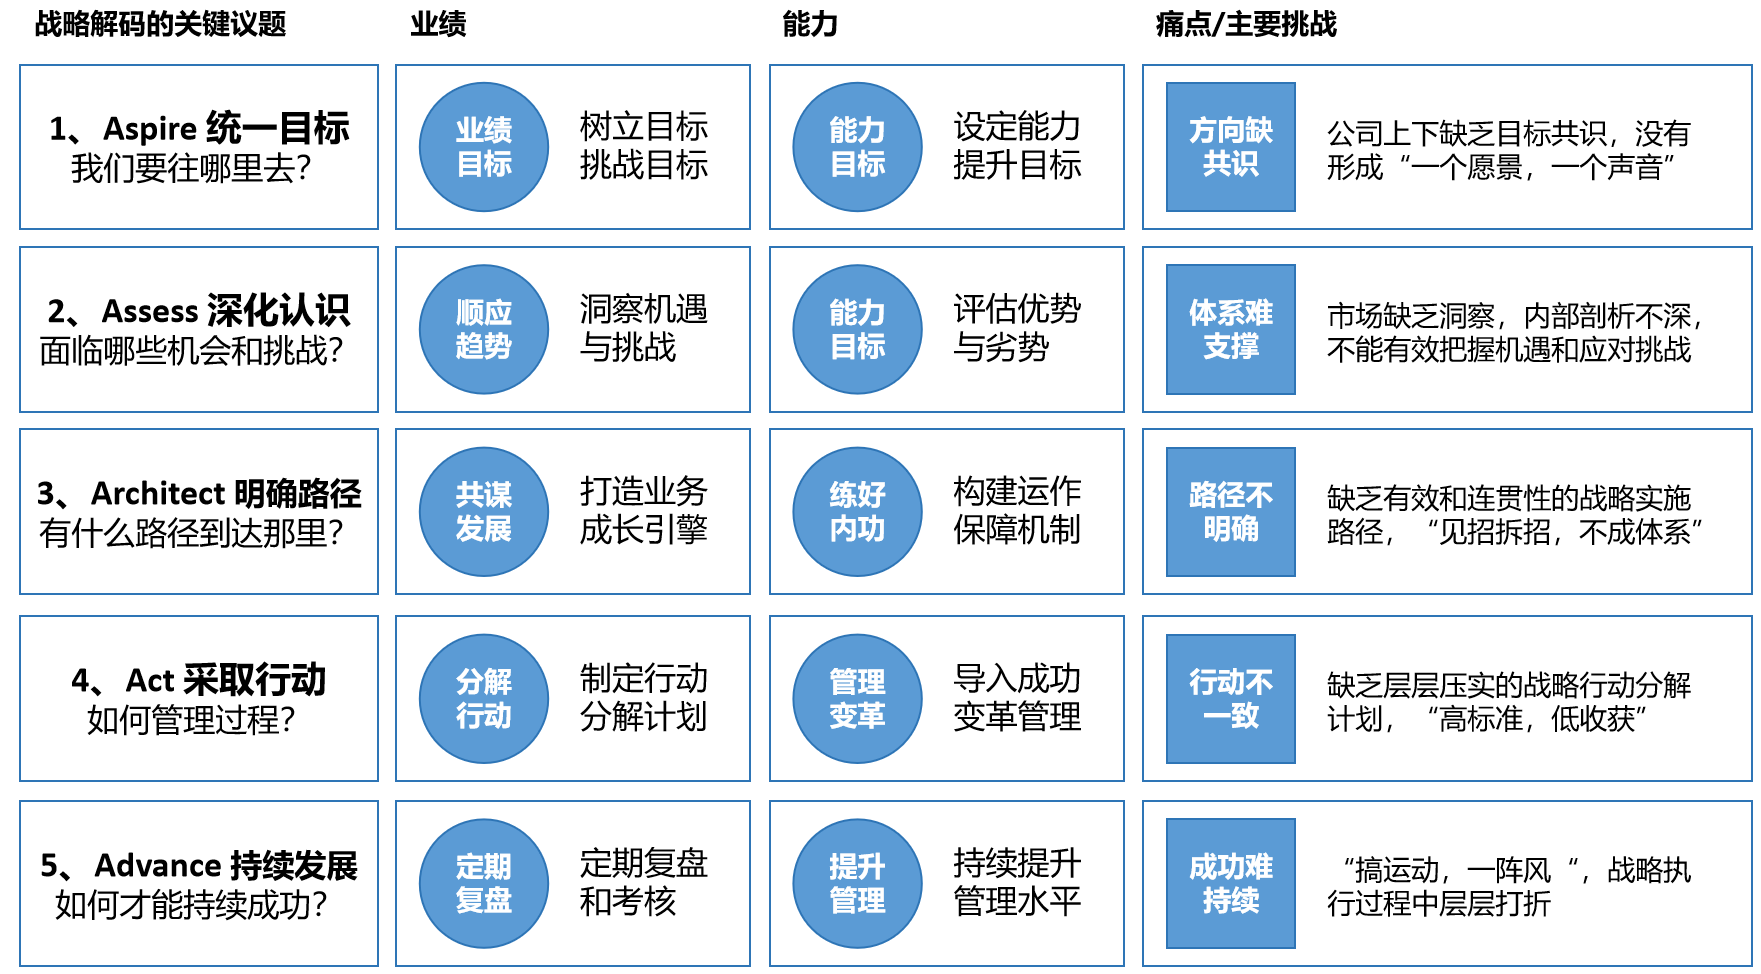 战略解码的关键议题
业绩
能力
痛点/主要挑战
1、Aspire 统一目标
我们要往哪里去？
业绩
目标
树立目标
挑战目标
能力
目标
设定能力
提升目标
方向缺
共识
公司上下缺乏目标共识，没有
形成“一个愿景，一个声音”
2、Assess 深化认识
面临哪些机会和挑战？
顺应
趋势
洞察机遇
与挑战
能力
目标
评估优势
与劣势
体系难
支撑
市场缺乏洞察，内部剖析不深，
不能有效把握机遇和应对挑战
3、Architect 明确路径
有什么路径到达那里？
共谋
发展
打造业务
成长引擎
练好
内功
构建运作
保障机制
路径不
明确
缺乏有效和连贯性的战略实施
路径，“见招拆招，不成体系”
4、Act 采取行动
如何管理过程？
分解
行动
制定行动
分解计划
管理
变革
导入成功
变革管理
行动不
一致
缺乏层层压实的战略行动分解
计划，“高标准，低收获”
5、Advance 持续发展
如何才能持续成功？
定期
复盘
定期复盘
和考核
提升
管理
持续提升
管理水平
成功难
持续
“搞运动，一阵风“，战略执
行过程中层层打折